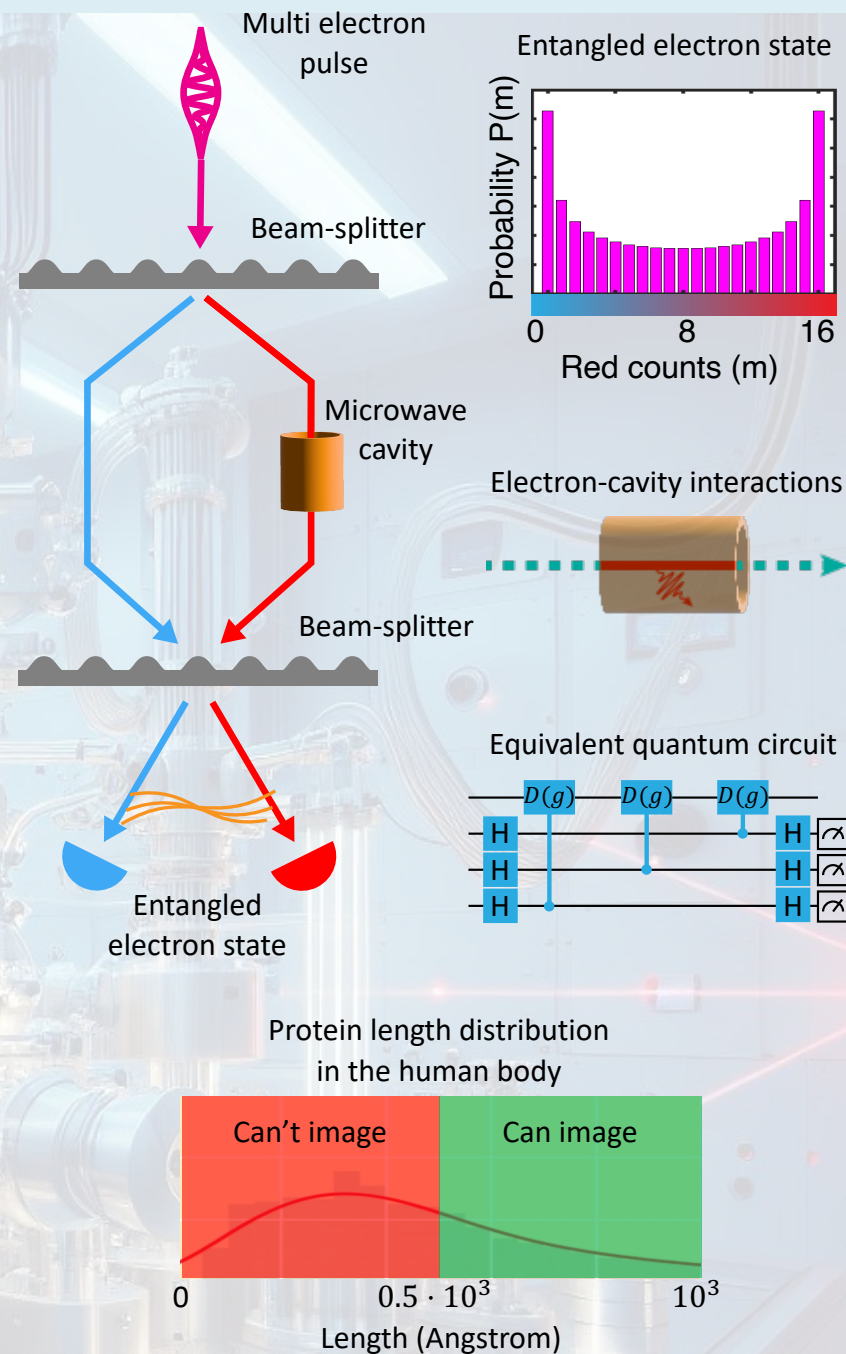 Multi electron
pulse
Beam-splitter
Microwave
cavity
Beam-splitter
Entangled
electron state
Entangled electron state
Probability P(m)
0 8 16
Red counts (m)
Electron-cavity interactions
Equivalent quantum circuit
D(g) D(g) D(g)
H H
H H
H H
Protein length distribution
in the human body
Can’t image Can image
0 0.5 · 10³ 10³
Length (Angstrom)